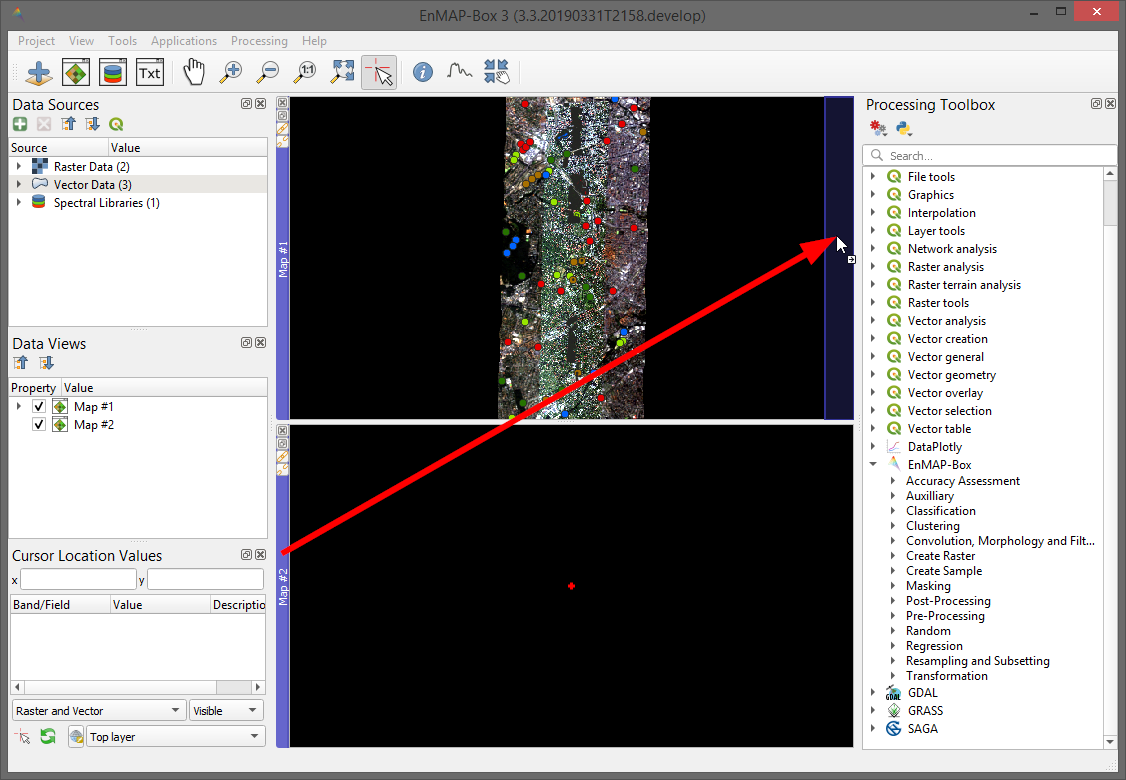 EnMAP-Box 3 (3.3.20190331T2158.develop)
Project View Tools Applications Processing Help
Txt 1:1
Data Sources
Source Value
Raster Data (2)
Vector Data (3)
Spectral Libraries (1)
Data Views
Property Value
Map #1
Map #2
Cursor Location Values
x y
Band/Field Value Descriptio
Raster and Vector Visible
Top layer
Map #1
Map #2
Processing Toolbox
Search...
File tools
Graphics
Interpolation
Layer tools
Network analysis
Raster analysis
Raster terrain analysis
Raster tools
Vector analysis
Vector creation
Vector general
Vector geometry
Vector overlay
Vector selection
Vector table
DataPlotly
EnMAP-Box
Accuracy Assessment
Auxilliary
Classification
Clustering
Convolution, Morphology and Filt...
Create Raster
Create Sample
Masking
Post-Processing
Pre-Processing
Random
Regression
Resampling and Subsetting
Transformation
GDAL GDAL
GRASS
SAGA